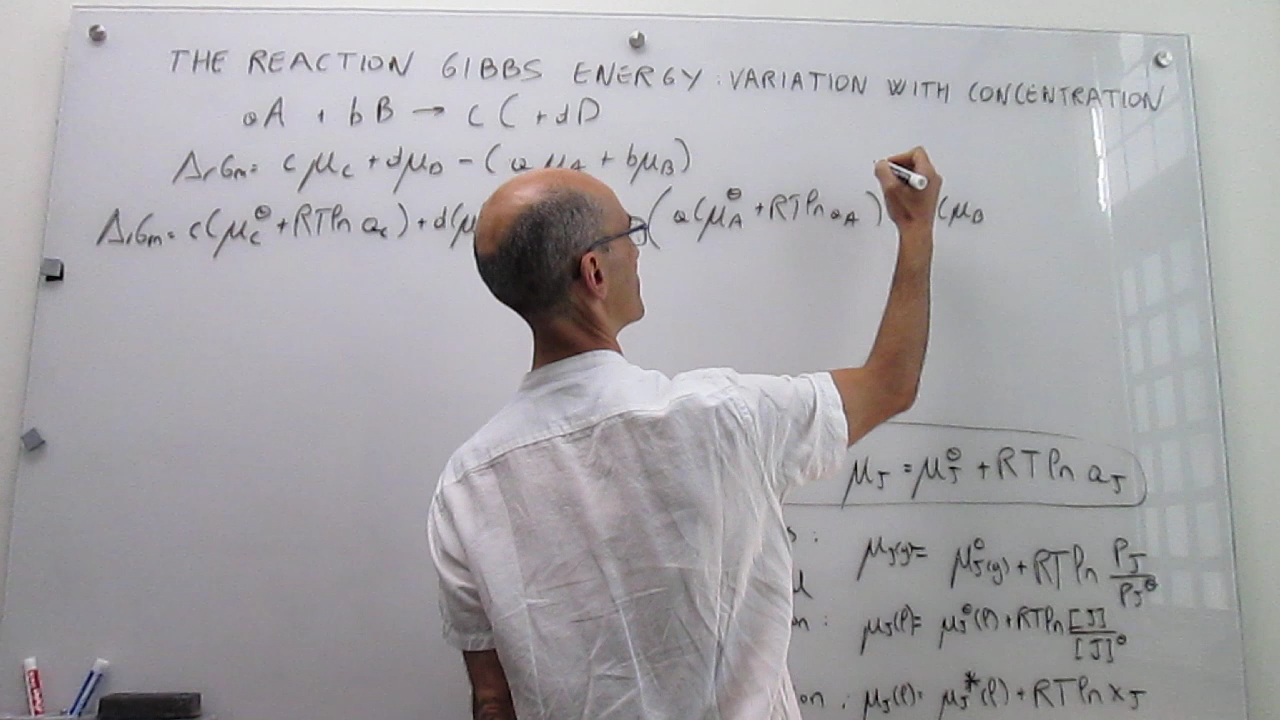 THE REACTION GIBBS ENERGY: VARIATION WITH CONCENTRATION
aA + bB → cC + dD
ΔrGm= cμC + dμD - (aμA + bμB)
ΔrGm= c(μC⊖ + RTln aC) + d(μ (a(μA⊖ + RTln aA) (μB
μJ = μJ⊖ + RTln aJ
μJ(g)= μJ⊖(g) + RTln PJ/PJ⊖
μJ(l)= μJ⊖(l) + RTln [J]/[J]⊖
μJ(l)= μJ*(l) + RTln xJ